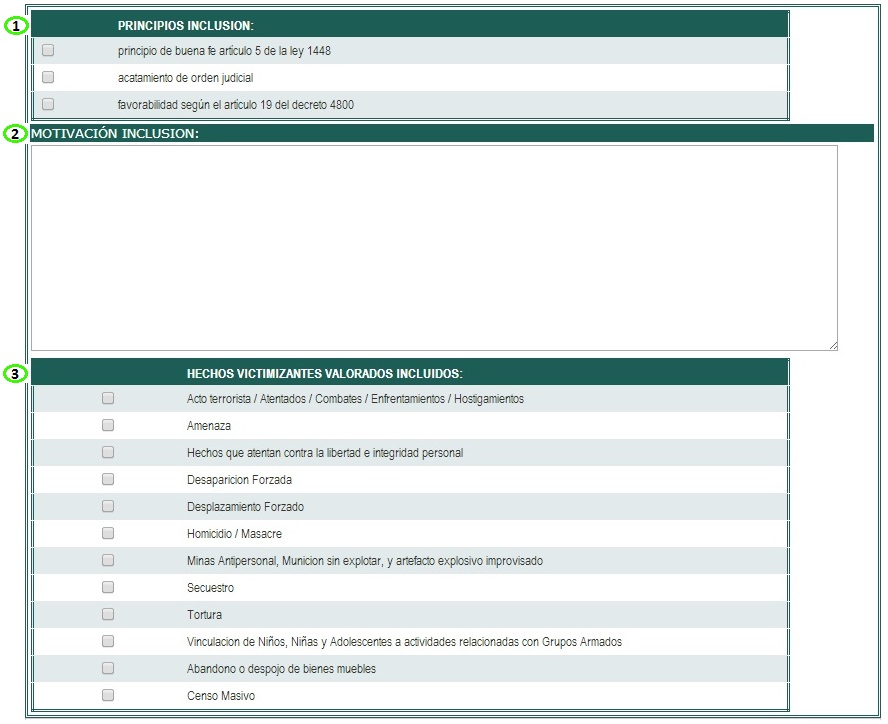 1 PRINCIPIOS INCLUSION:
principio de buena fe artículo 5 de la ley 1448
acatamiento de orden judicial
favorabilidad según el artículo 19 del decreto 4800
2 MOTIVACIÓN INCLUSION:
3 HECHOS VICTIMIZANTES VALORADOS INCLUIDOS:
Acto terrorista / Atentados / Combates / Enfrentamientos / Hostigamientos
Amenaza
Hechos que atentan contra la libertad e integridad personal
Desaparicion Forzada
Desplazamiento Forzado
Homicidio / Masacre
Minas Antipersonal, Municion sin explotar, y artefacto explosivo improvisado
Secuestro
Tortura
Vinculacion de Niños, Niñas y Adolescentes a actividades relacionadas con Grupos Armados
Abandono o despojo de bienes muebles
Censo Masivo